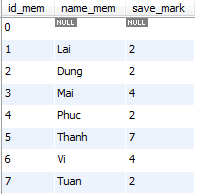 id_mem name_mem save_mark
0 NULL NULL
1 Lai 2
2 Dung 2
3 Mai 4
4 Phuc 2
5 Thanh 7
6 Vi 4
7 Tuan 2